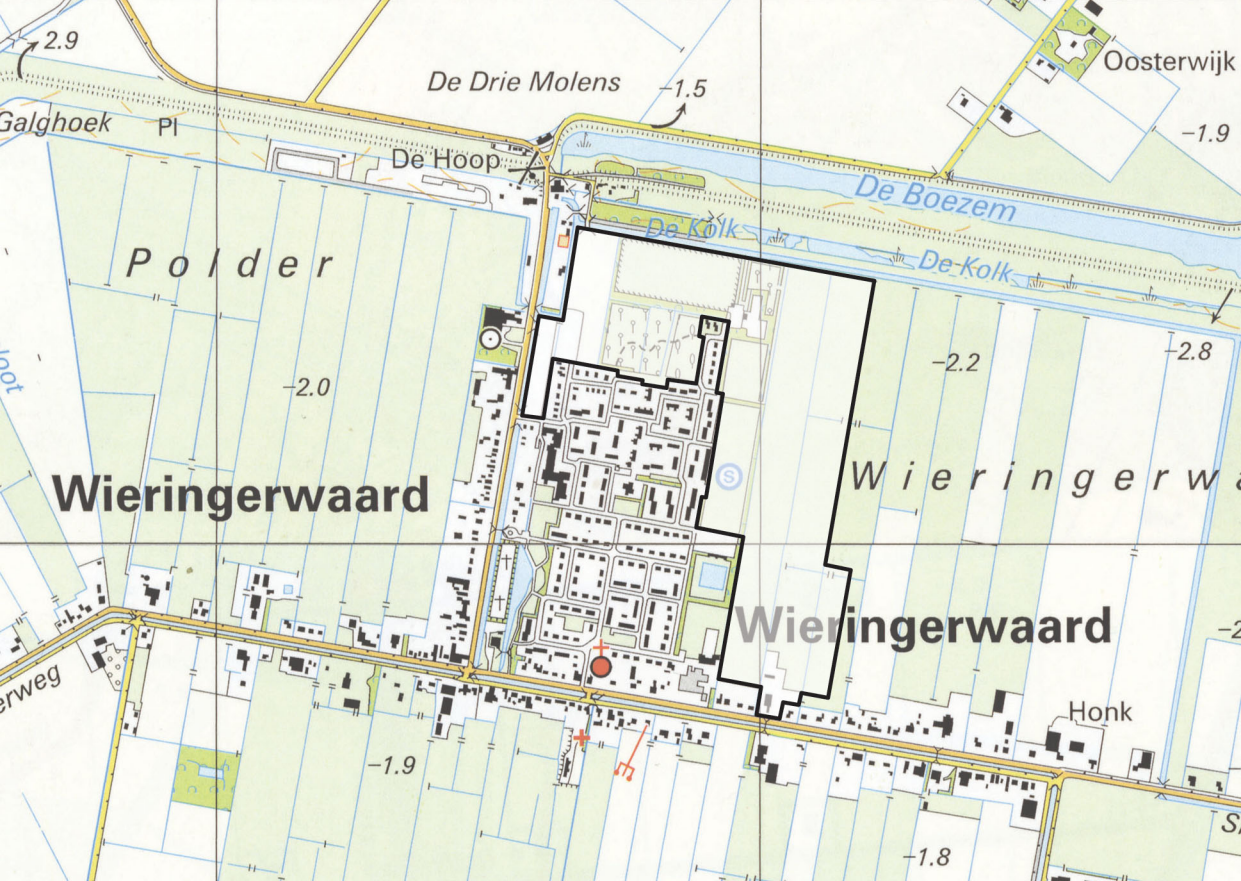 2.9
De Drie Molens
–1.5
Oosterwijk
Galghoek
Pl
De Hoop
–1.9
De Boezem
De Kolk
De Kolk
Polder
–2.0
–2.2
–2.8
Wieringerwaard
S
Wieringerwa
Wieringerwaard
erweg
Honk
–1.9
–1.8